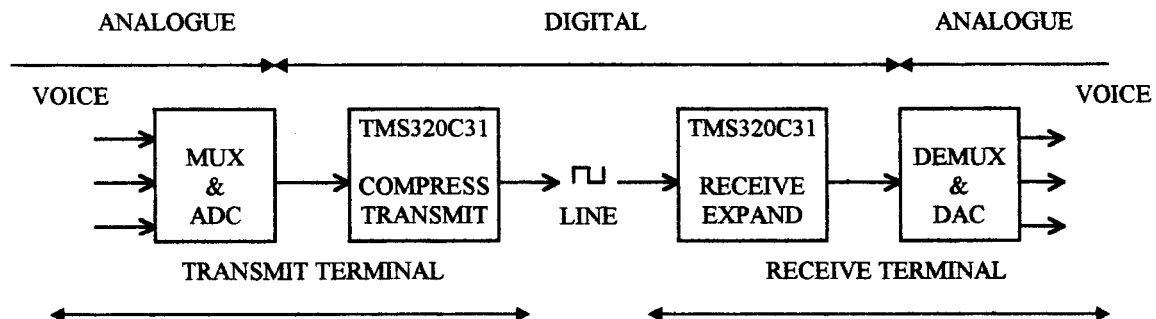 ANALOGUE DIGITAL ANALOGUE
VOICE VOICE
MUX
&
ADC
TMS320C31
COMPRESS
TRANSMIT
LINE
TMS320C31
RECEIVE
EXPAND
DEMUX
&
DAC
TRANSMIT TERMINAL RECEIVE TERMINAL